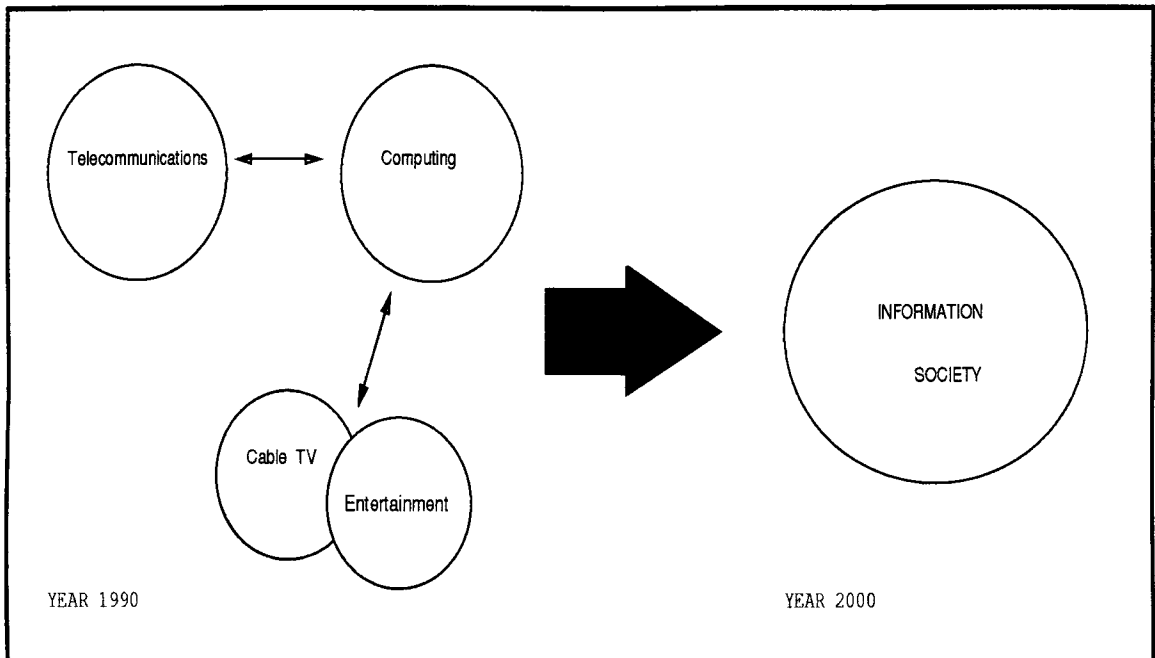 Telecommunications
Computing
Cable TV
Entertainment
YEAR 1990
INFORMATION
SOCIETY
YEAR 2000